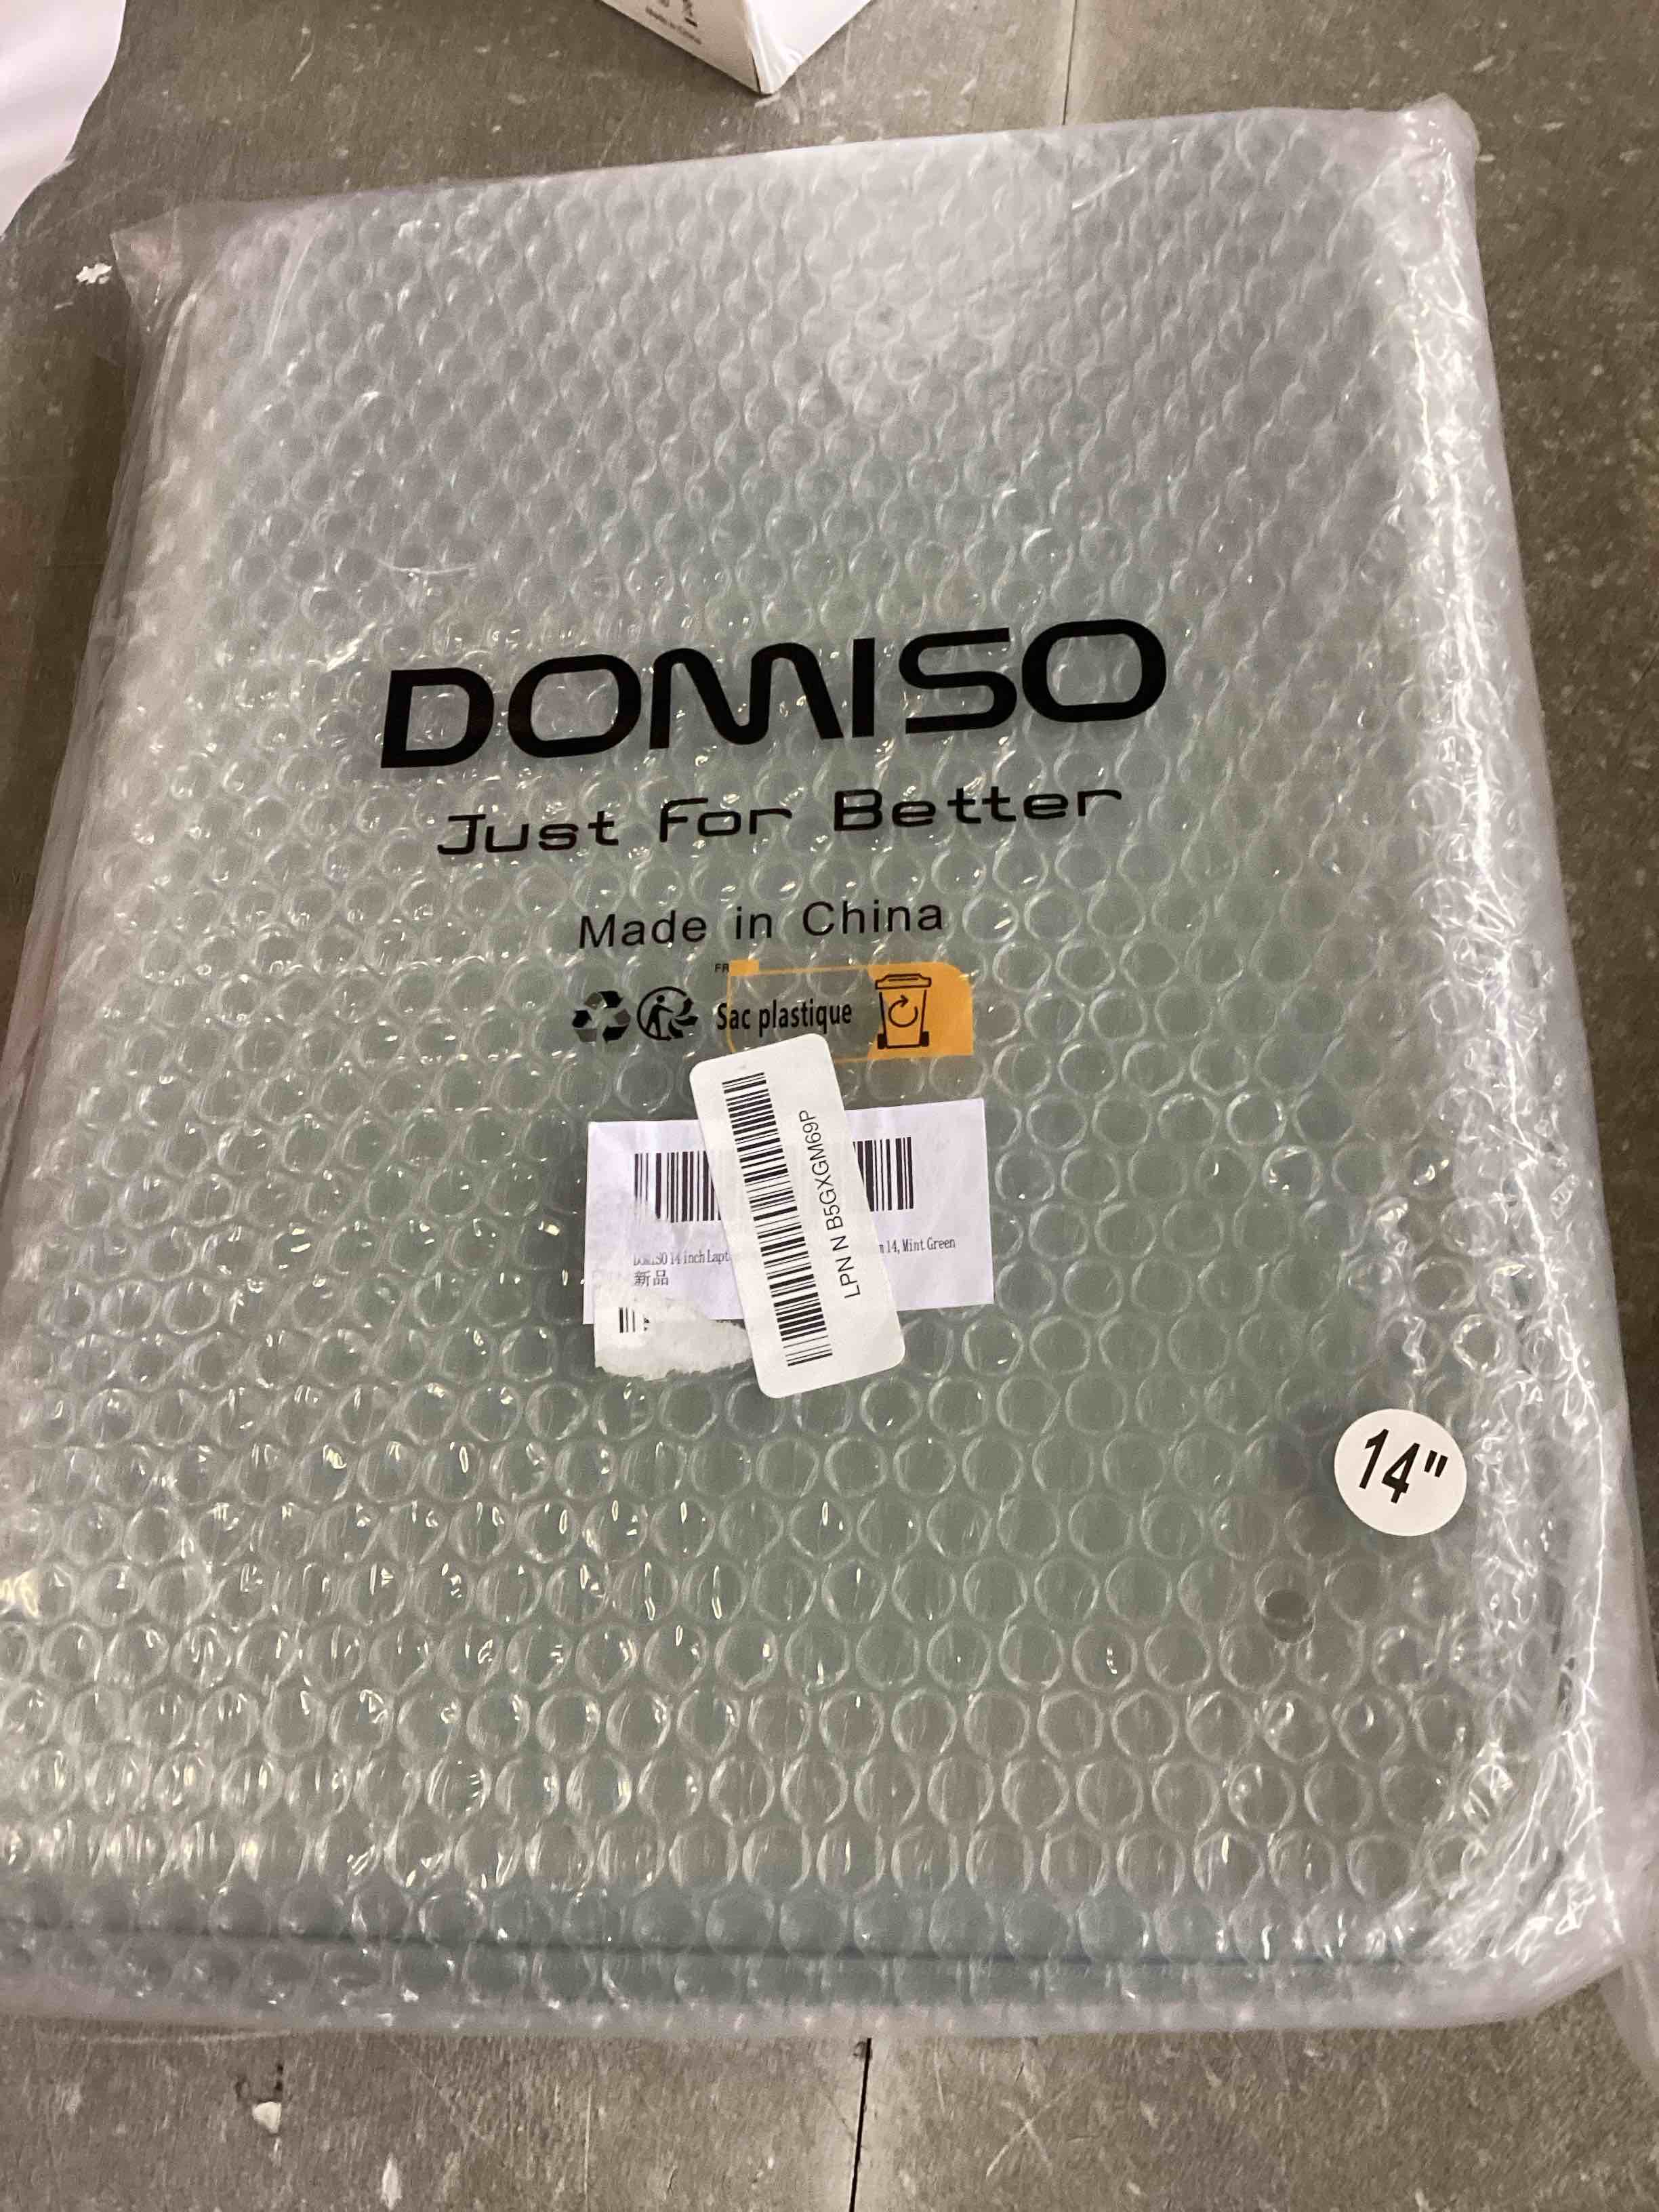 DOMISO
Just For Better
Made in China
FR
Sac plastique
LPN N B5GXGM69P
DOMISO 14 inch Lapt
14, Mint Green
新品
14"